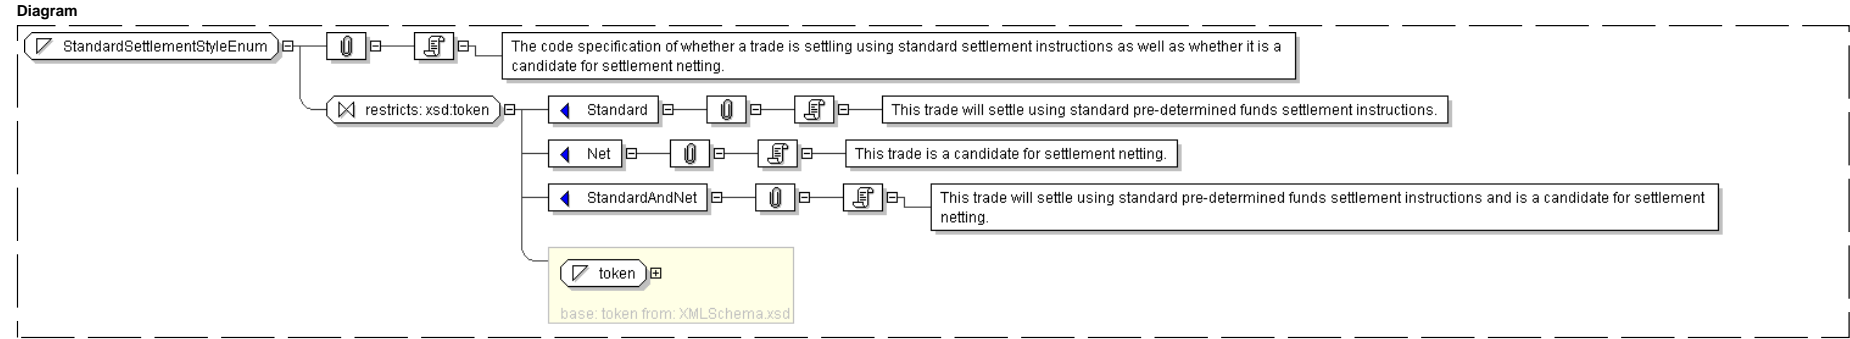 Diagram
StandardSettlementStyleEnum
The code specification of whether a trade is settling using standard settlement instructions as well as whether it is a
candidate for settlement netting.
restricts: xsd:token
Standard
This trade will settle using standard pre-determined funds settlement instructions.
Net
This trade is a candidate for settlement netting.
StandardAndNet
This trade will settle using standard pre-determined funds settlement instructions and is a candidate for settlement
netting.
token
base: token from: XMLSchema.xsd